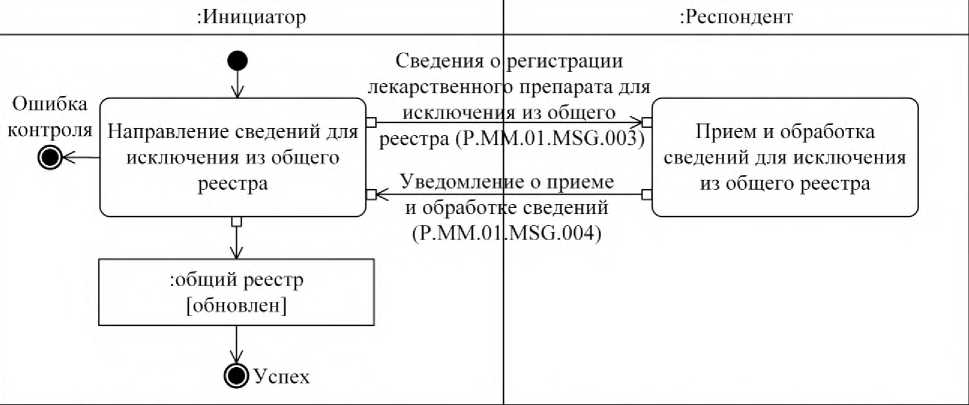 :Инициатор
:Респондент
Сведения о регистрации
лекарственного препарата для
исключения из общего
реестра (P.MM.01.MSG.003)
Ошибка
контроля
Направление сведений для
исключения из общего
реестра
Прием и обработка
сведений для исключения
из общего реестра
Уведомление о приеме
и обработке сведений
(P.MM.01.MSG.004)
:общий реестр
[обновлен]
Успех